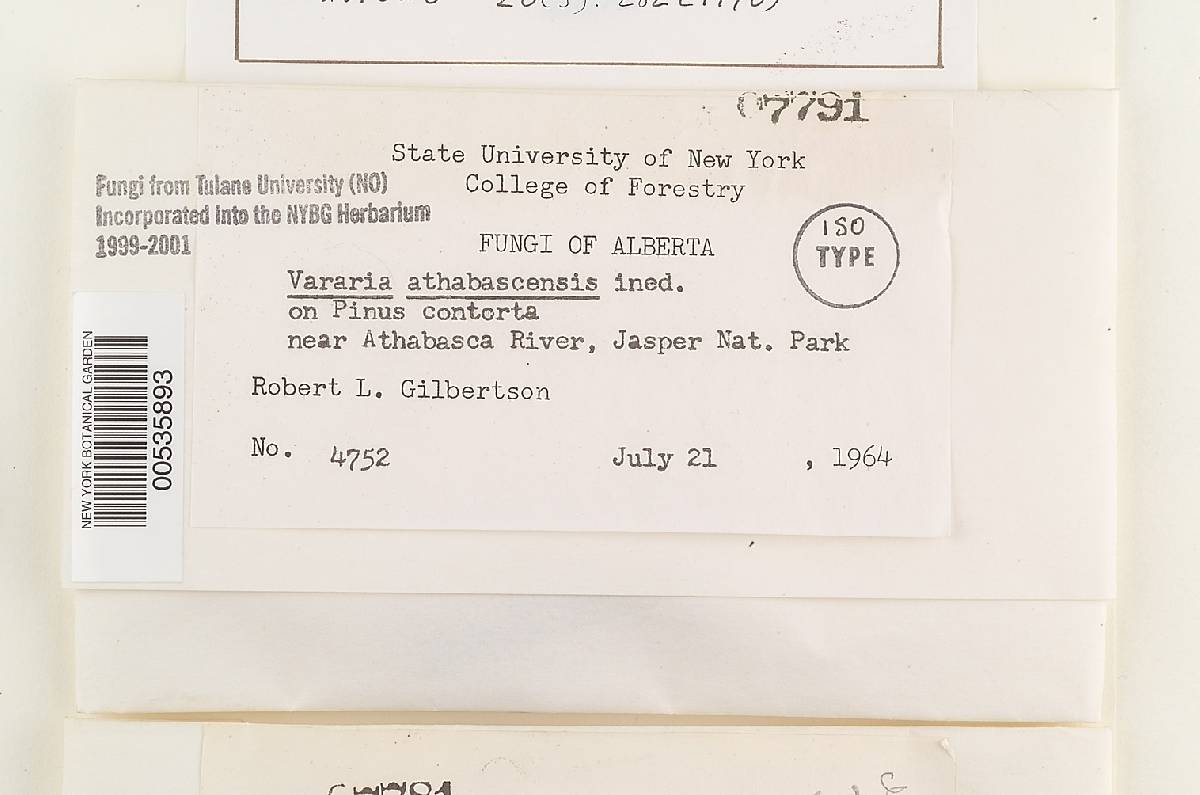 07791
State University of New York
College of Forestry
Fungi from Tulane University (NO)
Incorporated into the NYBG Herbarium
1999-2001
FUNGI OF ALBERTA
ISO
TYPE
Vararia athabascensis ined.
on Pinus contorta
near Athabasca River, Jasper Nat. Park
Robert L. Gilbertson
No. 4752 July 21 , 1964
NEW YORK BOTANICAL GARDEN
00535893